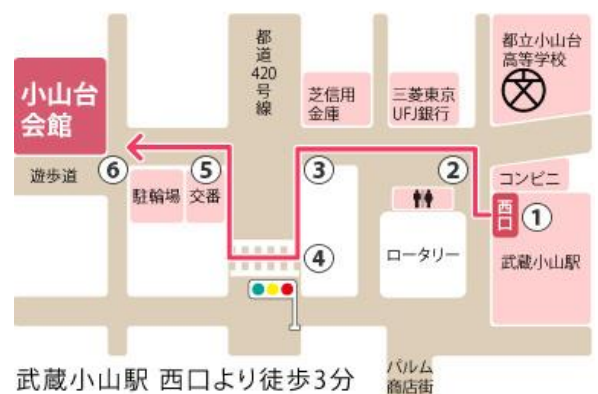 小山台
会館
都
道
420
号
線
芝信用
金庫
三菱東京
UFJ銀行
都立小山台
高等学校
遊歩道
⑥
駐輪場
⑤
交番
③
②
コンビニ
西口
①
④
ロータリー
武蔵小山駅
武蔵小山駅 西口より徒歩3分
パルム
商店街